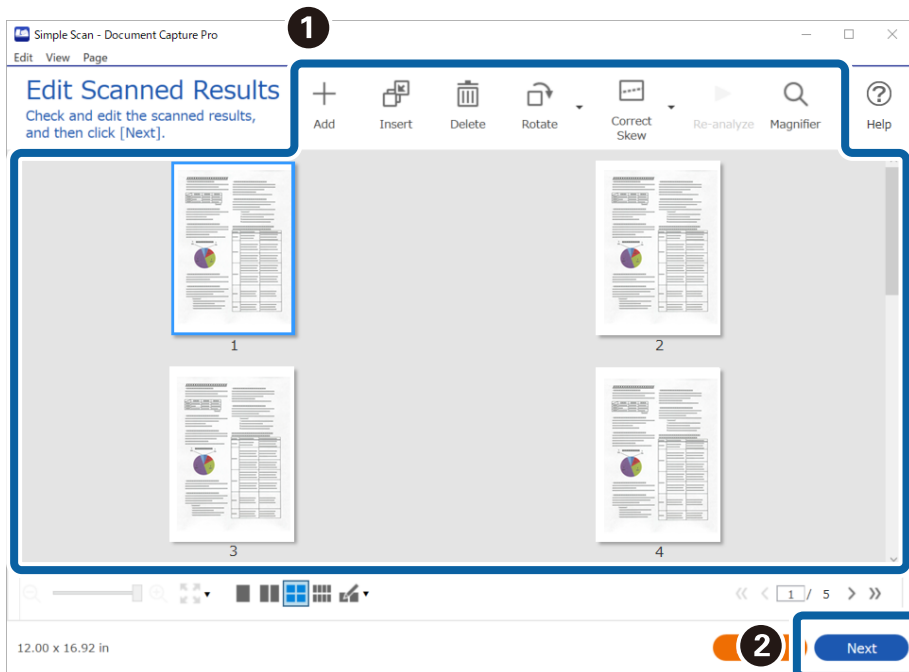 1
Simple Scan - Document Capture Pro
Edit View Page
Edit Scanned Results
Check and edit the scanned results,
and then click [Next].
Add
Insert
Delete
Rotate
Correct
Skew
Re-analyze
Magnifier
Help
1
2
3
4
1 / 5
12.00 x 16.92 in
2
Next